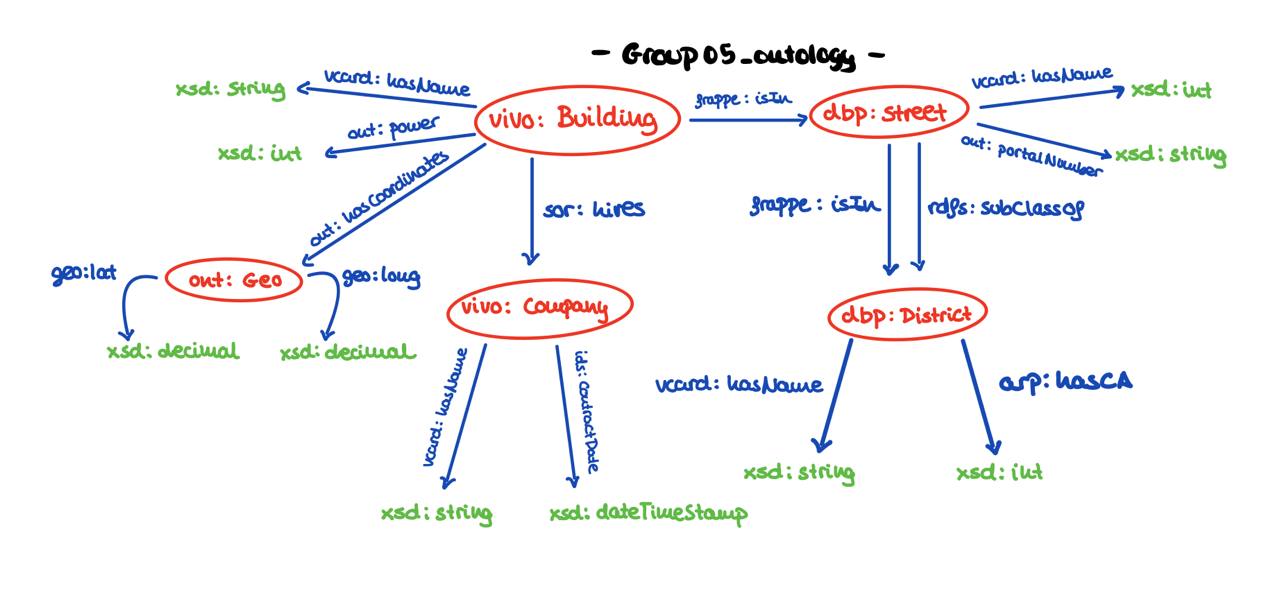 - Group 05_ontology -
vcard: hasName
xsd: String
ont: power
xsd: int
vivo: Building
frappe: isIn
dbp: Street
vcard: hasName
xsd: int
ont: portalNumber
xsd: string
ont: hasCoordinates
sor: hires
frappe: isIn
rdfs: subClassOf
geo:lat
ont: Geo
geo:long
xsd: decimal
xsd: decimal
vivo: Company
dbp: District
vcard: hasName
ids: ContractDate
vcard: hasName
arp: hasCA
xsd: string
xsd: dateTimeStamp
xsd: string
xsd: int